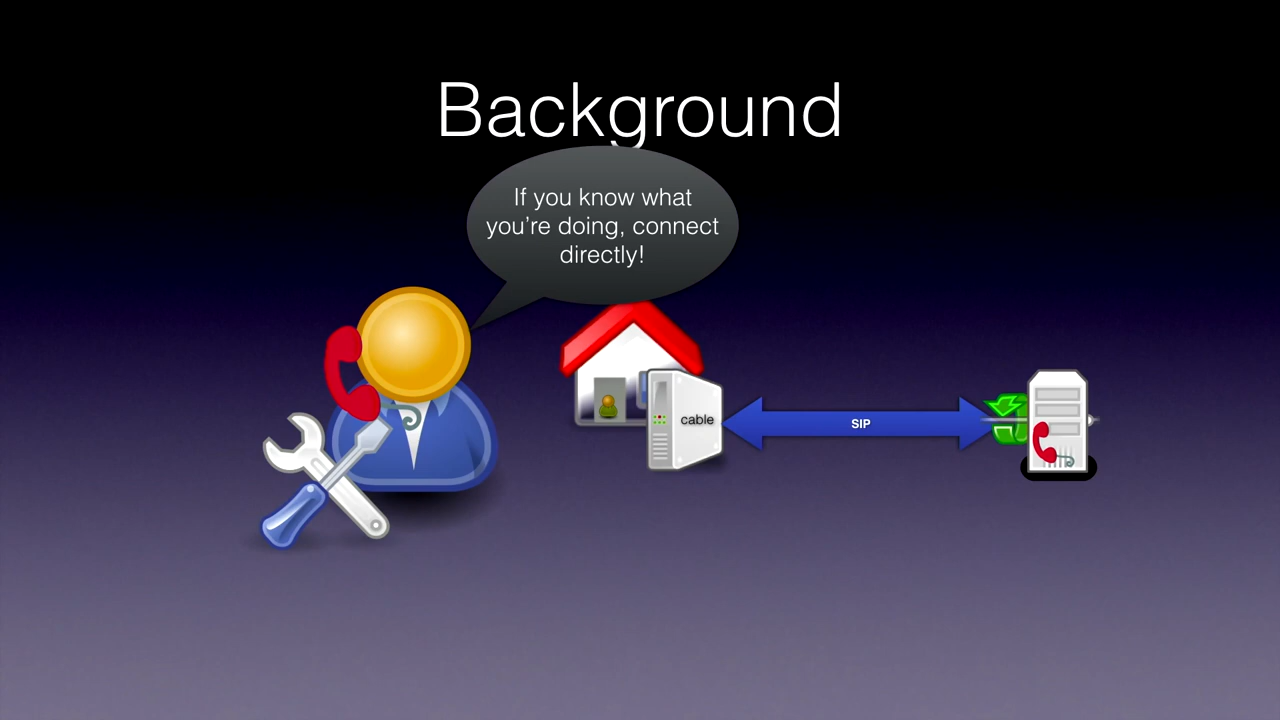 Background
If you know what
you're doing, connect
directly!
cable
SIP